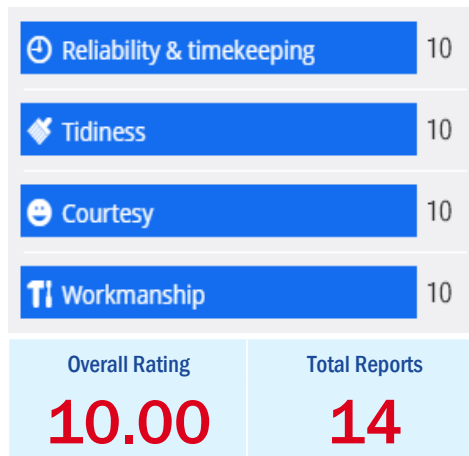 Reliability & timekeeping 10
Tidiness 10
Courtesy 10
Workmanship 10
Overall Rating Total Reports
10.00 14